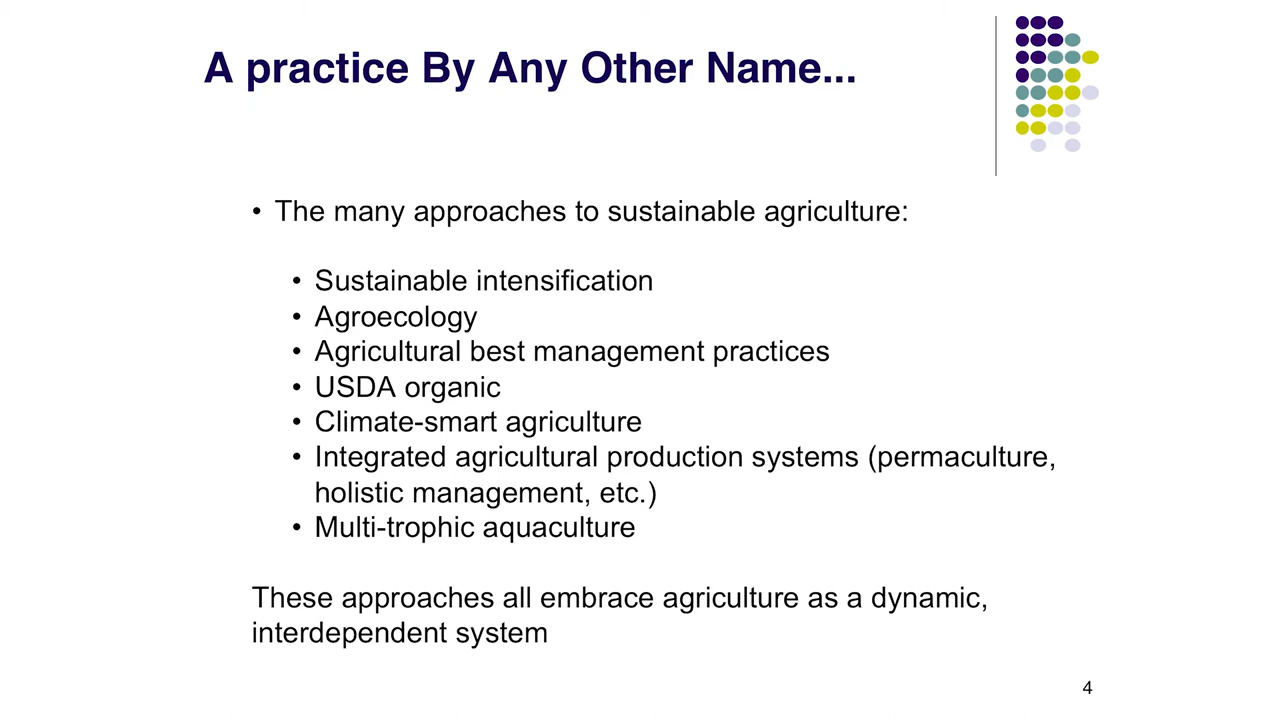 A practice By Any Other Name...
• The many approaches to sustainable agriculture:
• Sustainable intensification
• Agroecology
• Agricultural best management practices
• USDA organic
• Climate-smart agriculture
• Integrated agricultural production systems (permaculture,
holistic management, etc.)
• Multi-trophic aquaculture
These approaches all embrace agriculture as a dynamic,
interdependent system
4